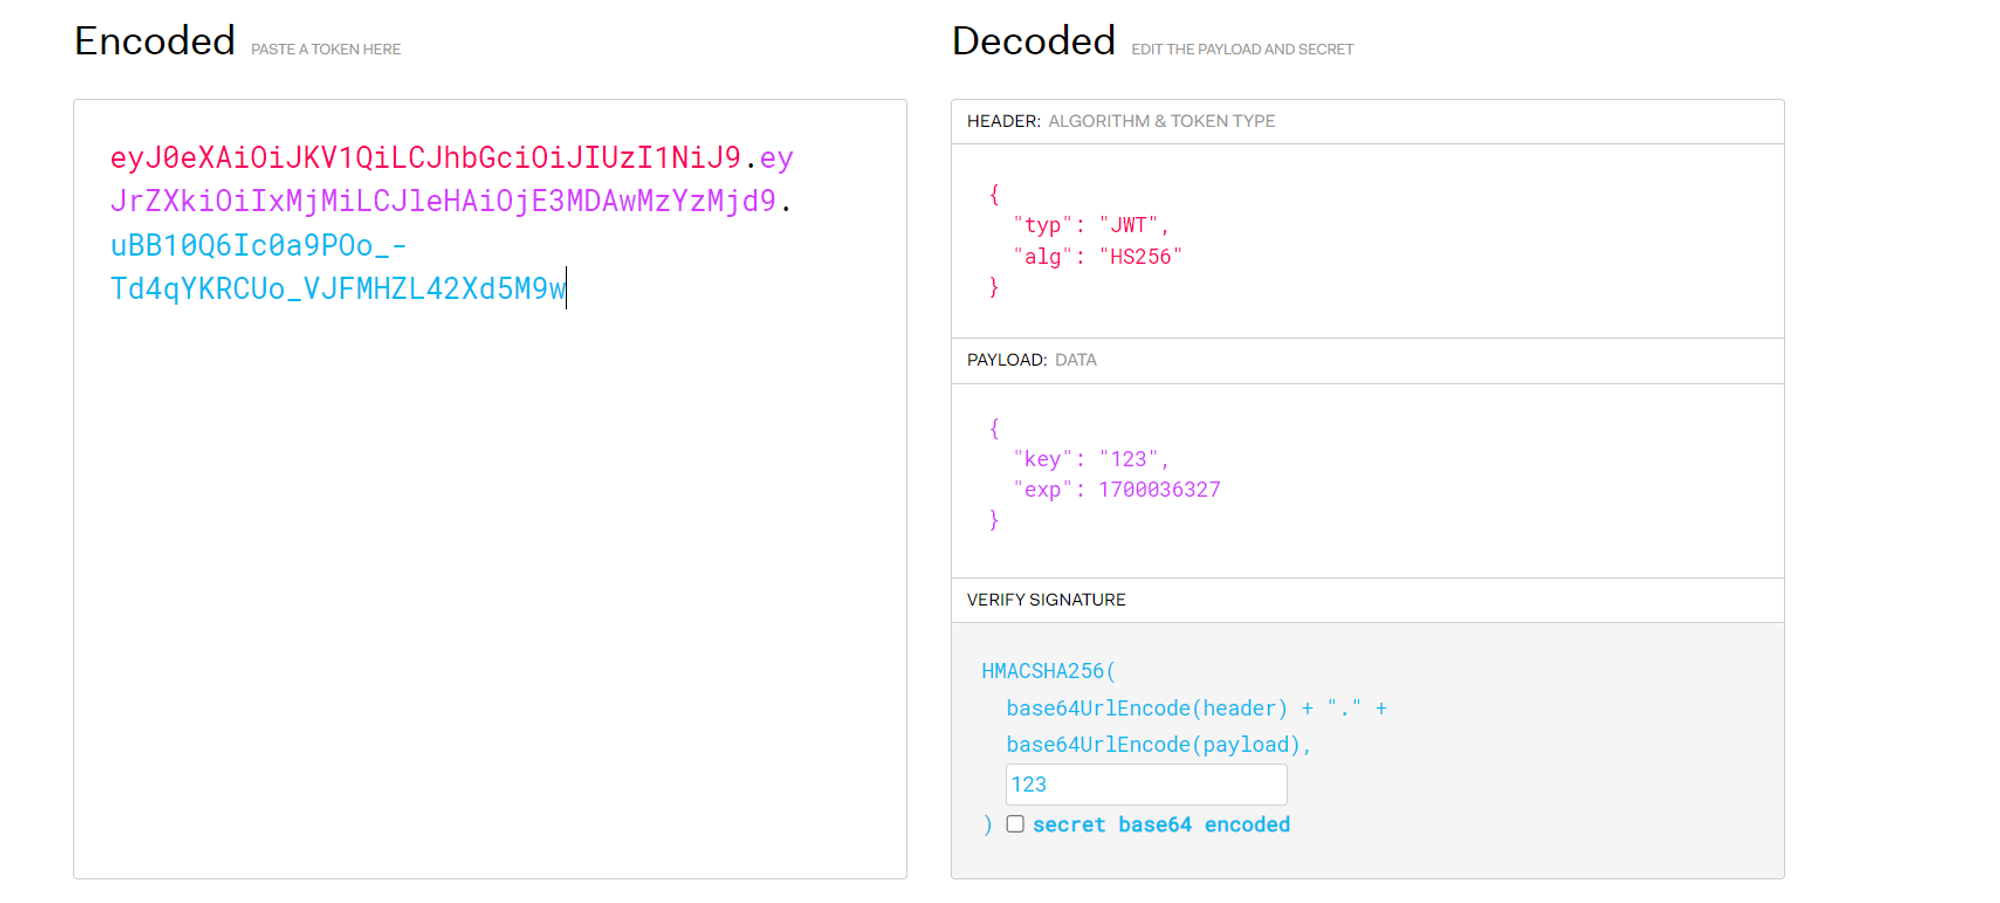 Encoded PASTE A TOKEN HERE
eyJ0eXAiOiJKV1QiLCJhbGciOiJIUzI1NiJ9.ey
JrZXkiOiIxMjMiLCJleHAiOjE3MDAwMzYzMjd9.
uBB10Q6Ic0a9POo_-
Td4qYKRCUo_VJFMHZL42Xd5M9w
Decoded EDIT THE PAYLOAD AND SECRET
HEADER: ALGORITHM & TOKEN TYPE
{
"typ": "JWT",
"alg": "HS256"
}
PAYLOAD: DATA
{
"key": "123",
"exp": 1700036327
}
VERIFY SIGNATURE
HMACSHA256(
base64UrlEncode(header) + "." +
base64UrlEncode(payload),
123
) secret base64 encoded